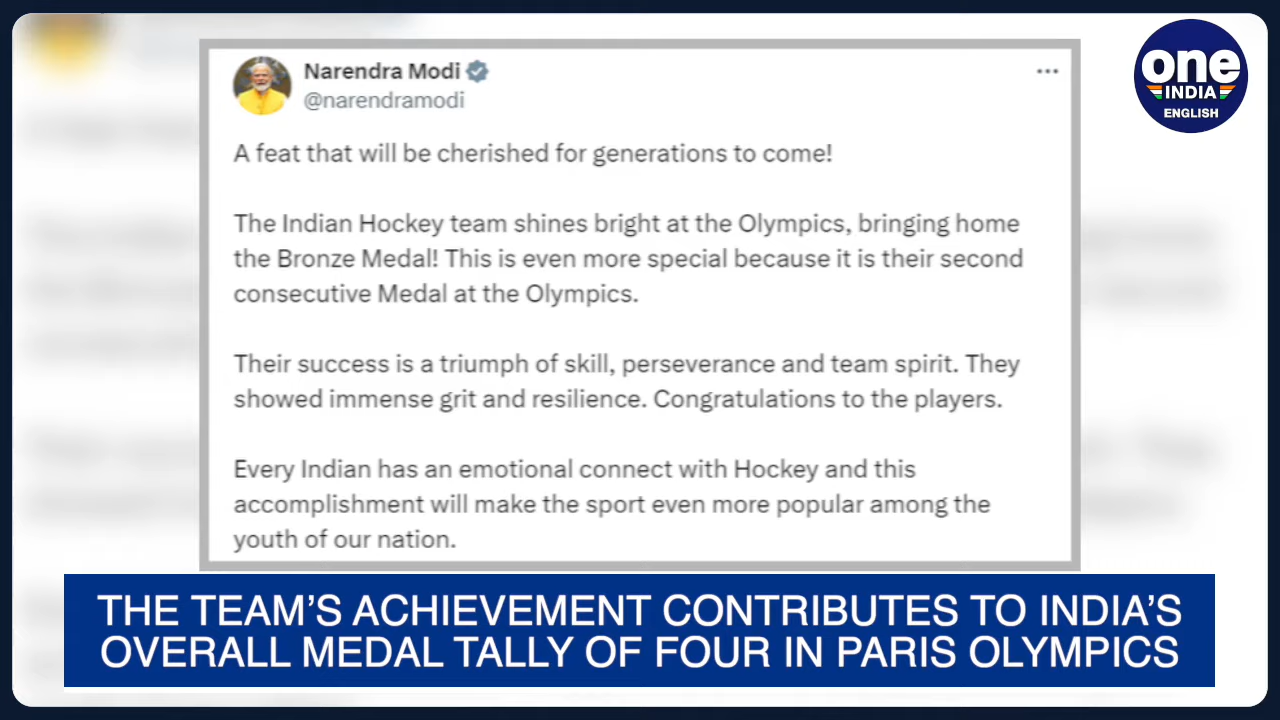 Narendra Modi
@narendramodi
A feat that will be cherished for generations to come!
The Indian Hockey team shines bright at the Olympics, bringing home
the Bronze Medal! This is even more special because it is their second
consecutive Medal at the Olympics.
Their success is a triumph of skill, perseverance and team spirit. They
showed immense grit and resilience. Congratulations to the players.
Every Indian has an emotional connect with Hockey and this
accomplishment will make the sport even more popular among the
youth of our nation.
one
INDIA
ENGLISH
THE TEAM’S ACHIEVEMENT CONTRIBUTES TO INDIA’S
OVERALL MEDAL TALLY OF FOUR IN PARIS OLYMPICS